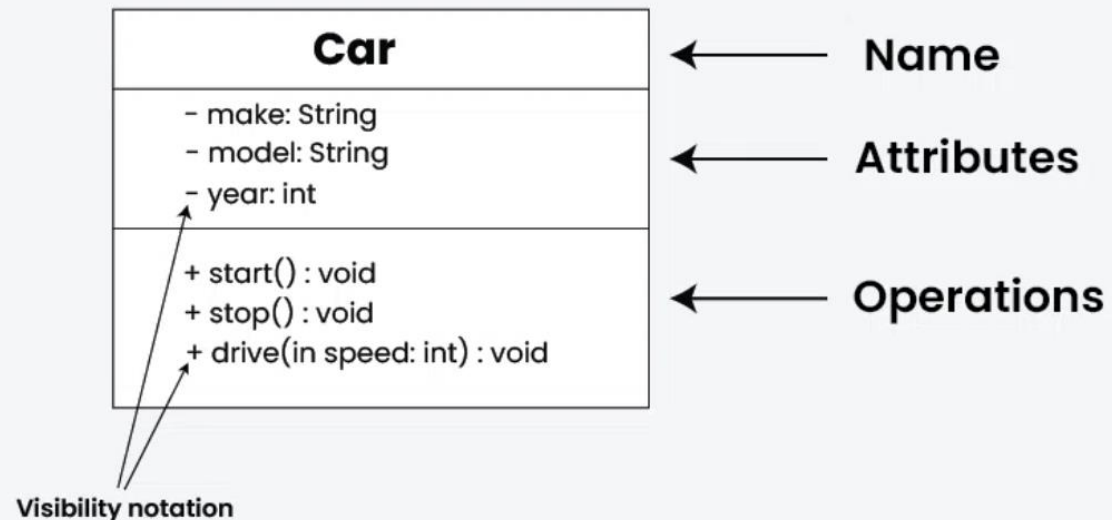 Car
Name
- make: String
- model: String
- year: int
Attributes
+ start() : void
+ stop() : void
+ drive(in speed: int) : void
Operations
Visibility notation